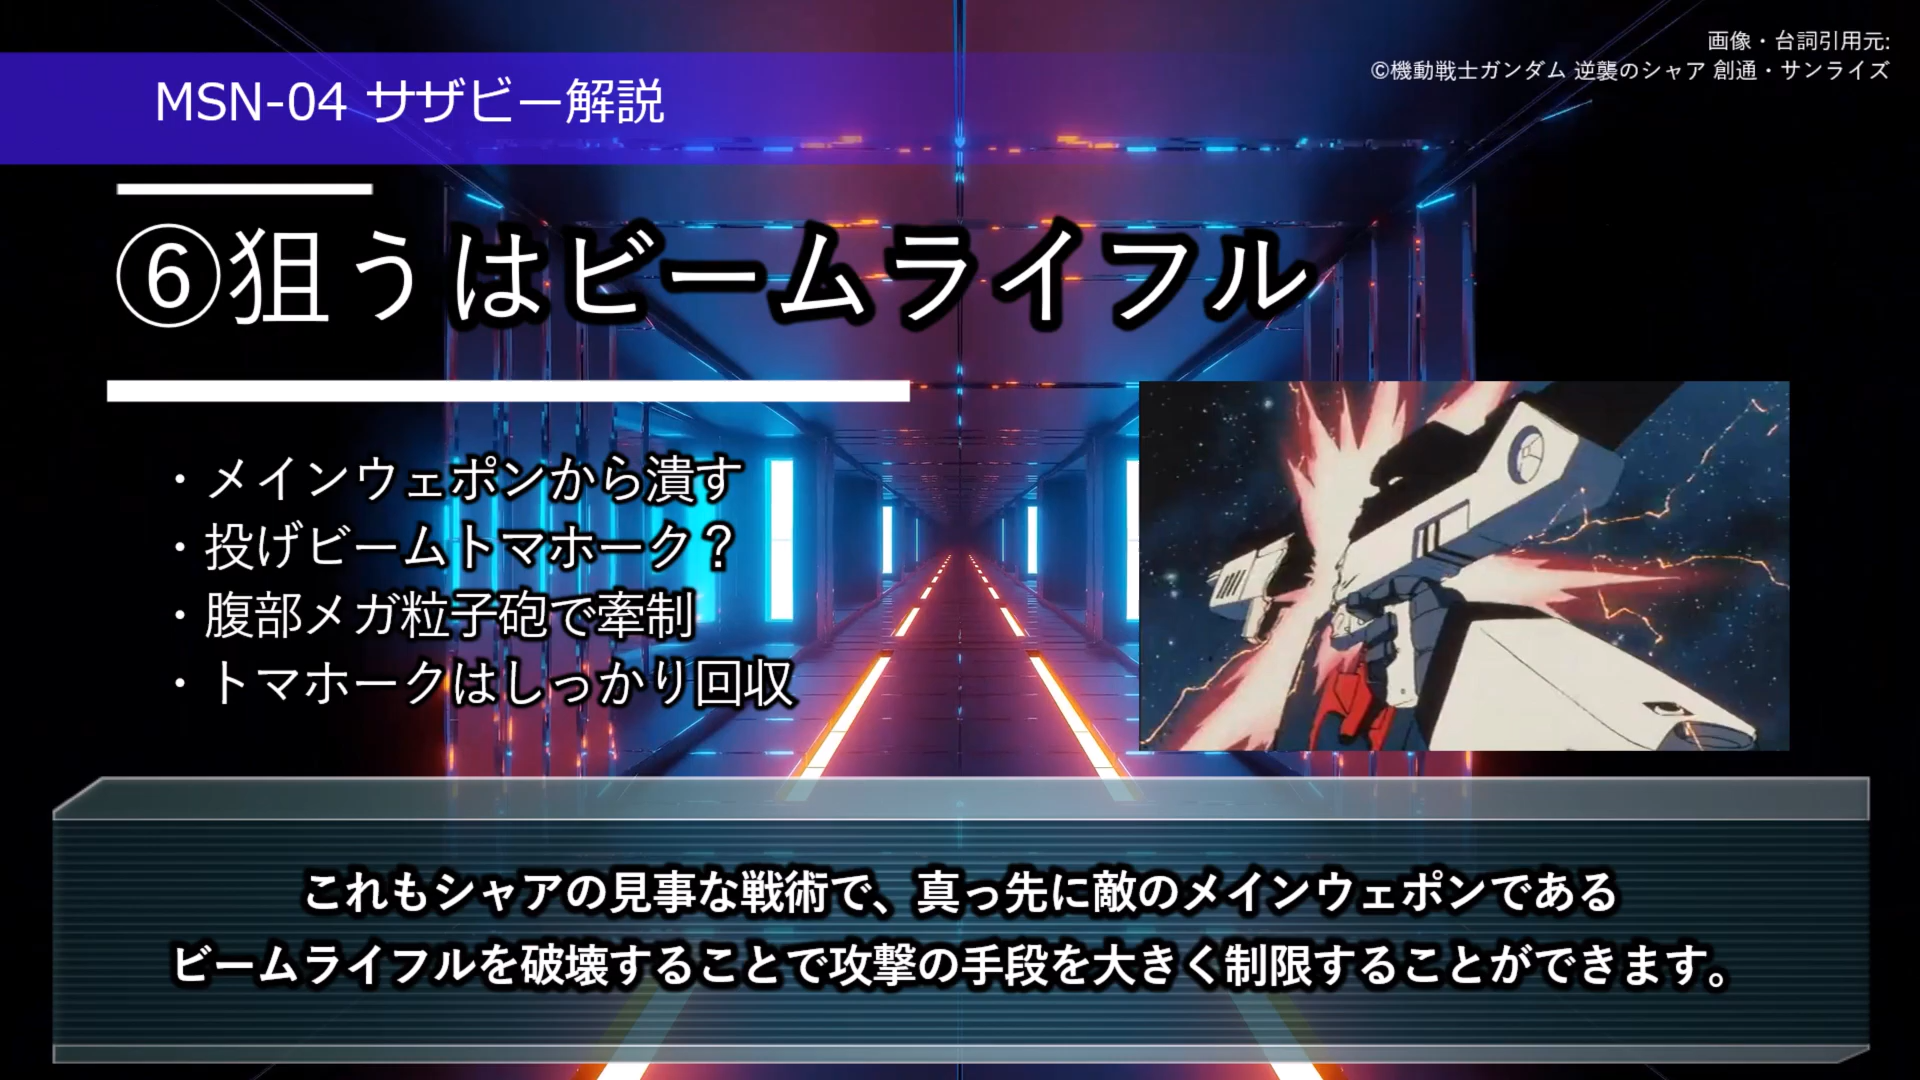 画像・台詞引用元:
©機動戦士ガンダム 逆襲のシャア 創通・サンライズ
MSN-04 サザビー解説
⑥狙うはビームライフル
・メインウェポンから潰す
・投げビームトマホーク？
・腹部メガ粒子砲で牽制
・トマホークはしっかり回収
これもシャアの見事な戦術で、真っ先に敵のメインウェポンである
ビームライフルを破壊することで攻撃の手段を大きく制限することができます。